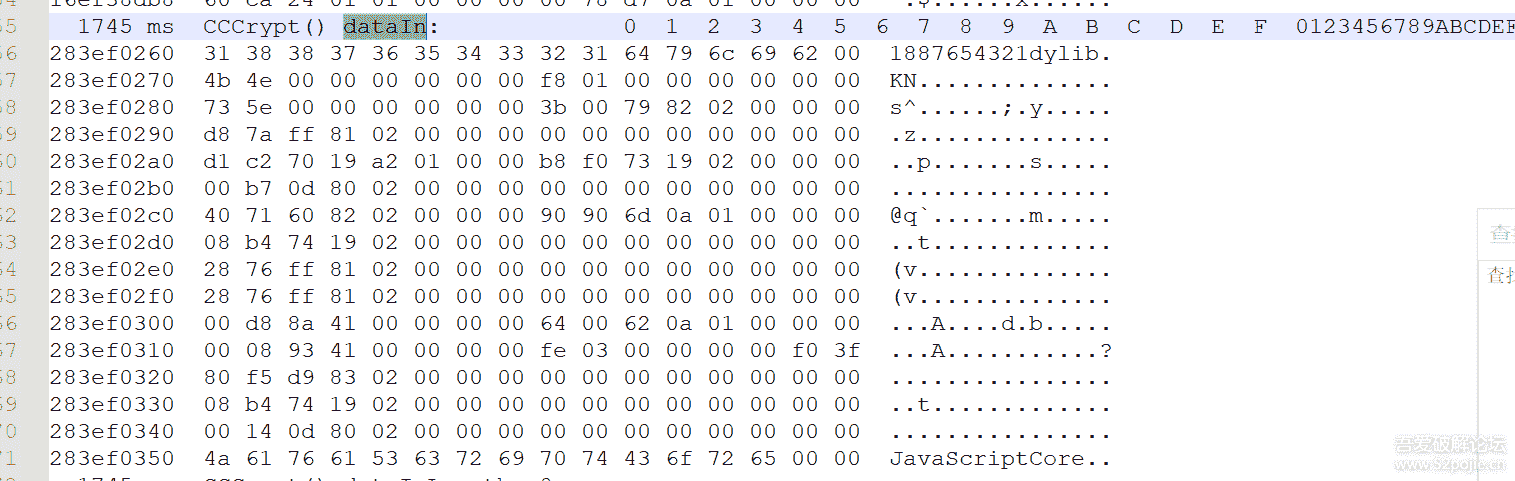 1745 ms CCCrypt() dataIn: 0 1 2 3 4 5 6 7 8 9 A B C D E F 0123456789ABCDEF
283ef0260 31 38 38 37 36 35 34 33 32 31 64 79 6c 69 62 00 1887654321dylib.
283ef0270 4b 4e 00 00 00 00 00 00 f8 01 00 00 00 00 00 00 KN..............
283ef0280 73 5e 00 00 00 00 00 00 3b 00 79 82 02 00 00 00 s^......;.y.....
283ef0290 d8 7a ff 81 02 00 00 00 00 00 00 00 00 00 00 00 .z..............
283ef02a0 d1 c2 70 19 a2 01 00 00 b8 f0 73 19 02 00 00 00 ..p.......s.....
283ef02b0 00 b7 0d 80 02 00 00 00 00 00 00 00 00 00 00 00 ................
283ef02c0 40 71 60 82 02 00 00 00 90 90 6d 0a 01 00 00 00 @q`.......m.....
283ef02d0 08 b4 74 19 02 00 00 00 00 00 00 00 00 00 00 00 ..t.............
283ef02e0 28 76 ff 81 02 00 00 00 00 00 00 00 00 00 00 00 (v..............
283ef02f0 28 76 ff 81 02 00 00 00 00 00 00 00 00 00 00 00 (v..............
283ef0300 00 d8 8a 41 00 00 00 00 64 00 62 0a 01 00 00 00 ...A....d.b.....
283ef0310 00 08 93 41 00 00 00 00 fe 03 00 00 00 00 f0 3f ...A...........?
283ef0320 80 f5 d9 83 02 00 00 00 00 00 00 00 00 00 00 00 ................
283ef0330 08 b4 74 19 02 00 00 00 00 00 00 00 00 00 00 00 ..t.............
283ef0340 00 14 0d 80 02 00 00 00 00 00 00 00 00 00 00 00 ................
283ef0350 4a 61 76 61 53 63 72 69 70 74 43 6f 72 65 00 00 JavaScriptCore..
吾爱破解论坛
www.52pojie.cn